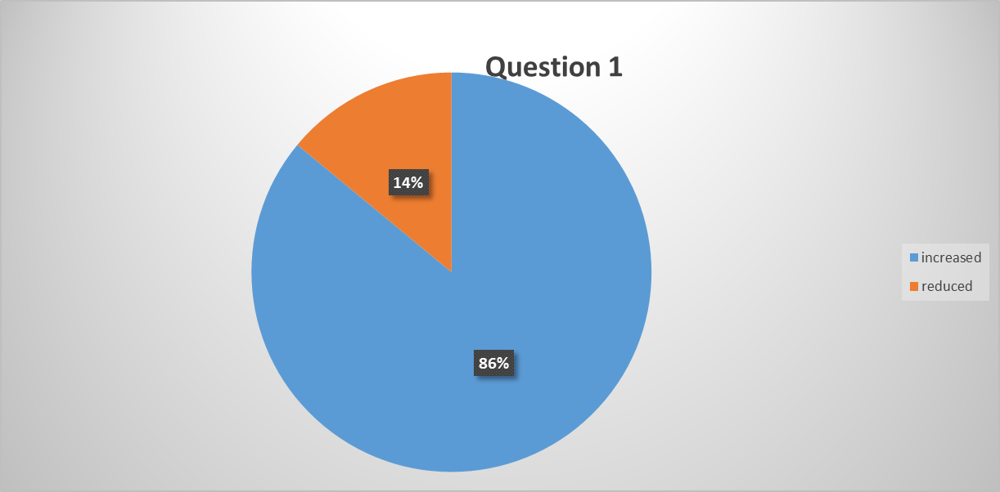 Question 1
14%
86%
increased
reduced